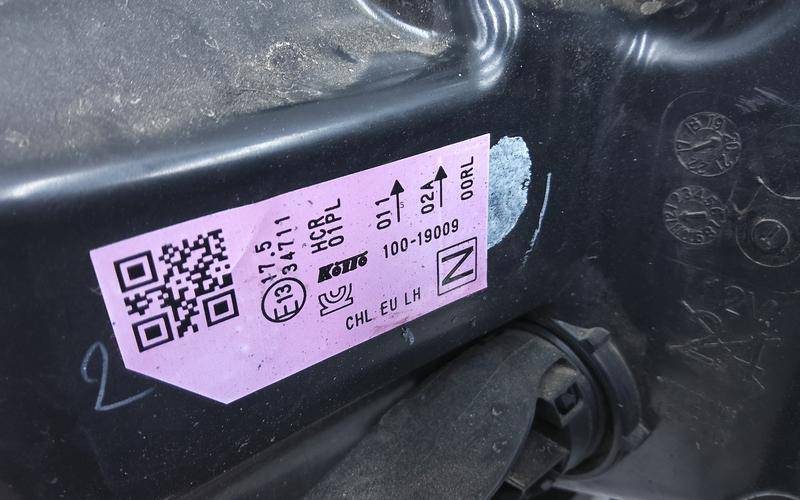 17.5
E13 34711
HCR
01PL
011
02A
00RL
KOITO
100-19009
CHL EU LH
N
2